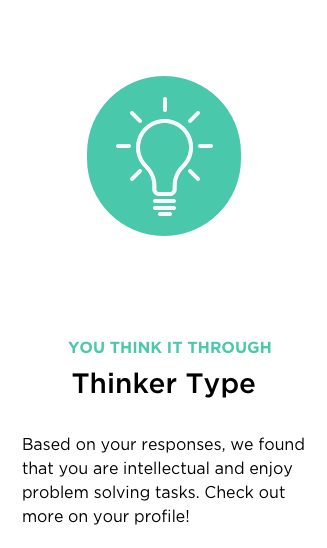 YOU THINK IT THROUGH
Thinker Type
Based on your responses, we found
that you are intellectual and enjoy
problem solving tasks. Check out
more on your profile!